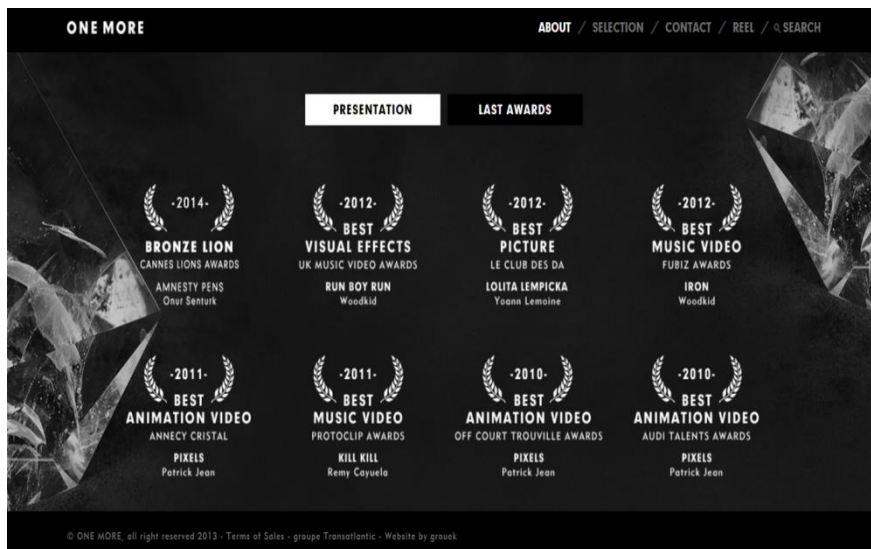 ONE MORE
ABOUT / SELECTION / CONTACT / REEL / SEARCH
PRESENTATION
LAST AWARDS
-2014-
BRONZE LION
CANNES LIONS AWARDS
AMNESTY PENS
Onur Senturk
-2012-
BEST
VISUAL EFFECTS
UK MUSIC VIDEO AWARDS
RUN BOY RUN
Woodkid
-2012-
BEST
PICTURE
LE CLUB DES DA
LOLITA LEMPICKA
Yoann Lemoine
-2012-
BEST
MUSIC VIDEO
FUBIZ AWARDS
IRON
Woodkid
-2011-
BEST
ANIMATION VIDEO
ANNECY CRISTAL
PIXELS
Patrick Jean
-2011-
BEST
MUSIC VIDEO
PROTOCLIP AWARDS
KILL KILL
Remy Cayuela
-2010-
BEST
ANIMATION VIDEO
OFF COURT TROUVILLE AWARDS
PIXELS
Patrick Jean
-2010-
BEST
ANIMATION VIDEO
AUDI TALENTS AWARDS
PIXELS
Patrick Jean
© ONE MORE, all right reserved 2013 - Terms of Sales - groupe Transatlantic - Website by grouek